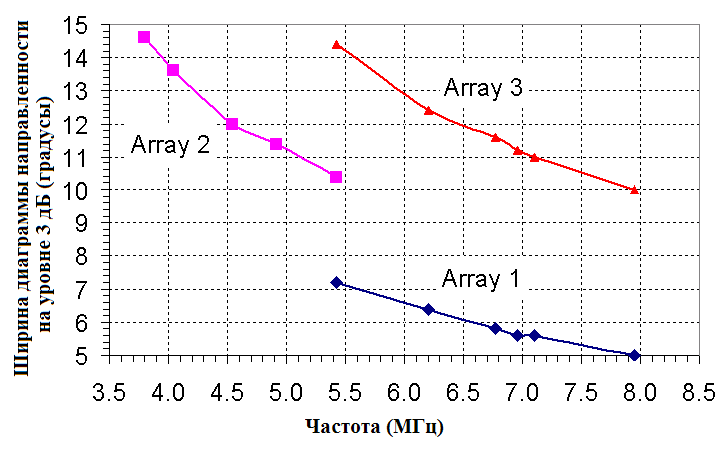 Ширина диаграммы направленности
на уровне 3 дБ (градусы)
15
14
13
12
11
10
9
8
7
6
5
Array 3
Array 2
Array 1
3.5 4.0 4.5 5.0 5.5 6.0 6.5 7.0 7.5 8.0 8.5
Частота (МГц)